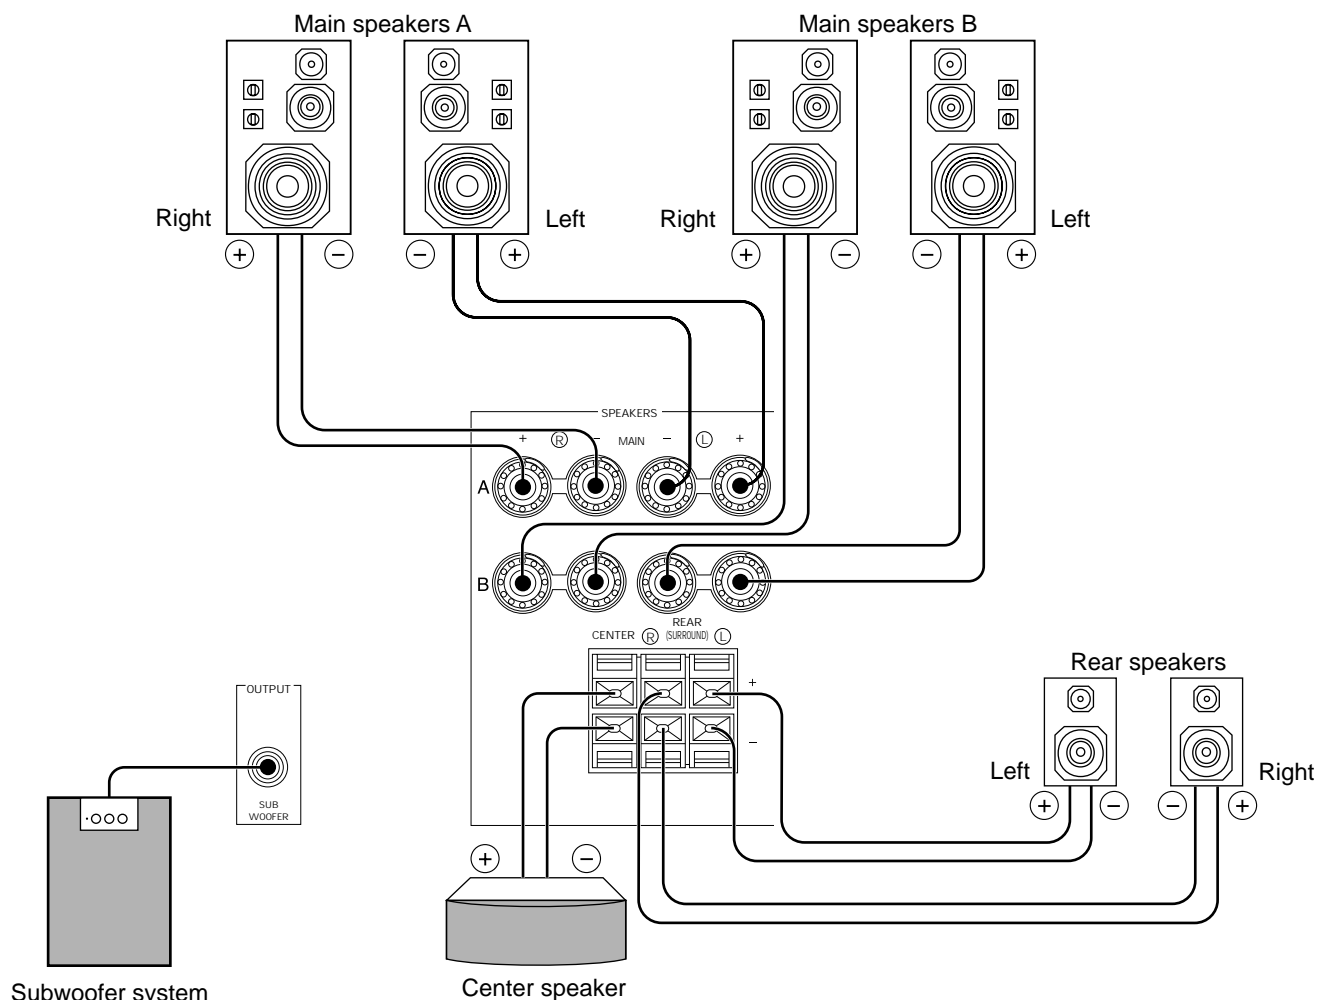 Main speakers A
Main speakers B
Right
Left
Right
Left
+ − − + + − − +
SPEAKERS
+ R − MAIN − L +
A
B
REAR
CENTER R (SURROUND) L
+
−
Rear speakers
OUTPUT
SUB
WOOFER
Left
Right
+ − − +
+ −
Subwoofer system
Center speaker